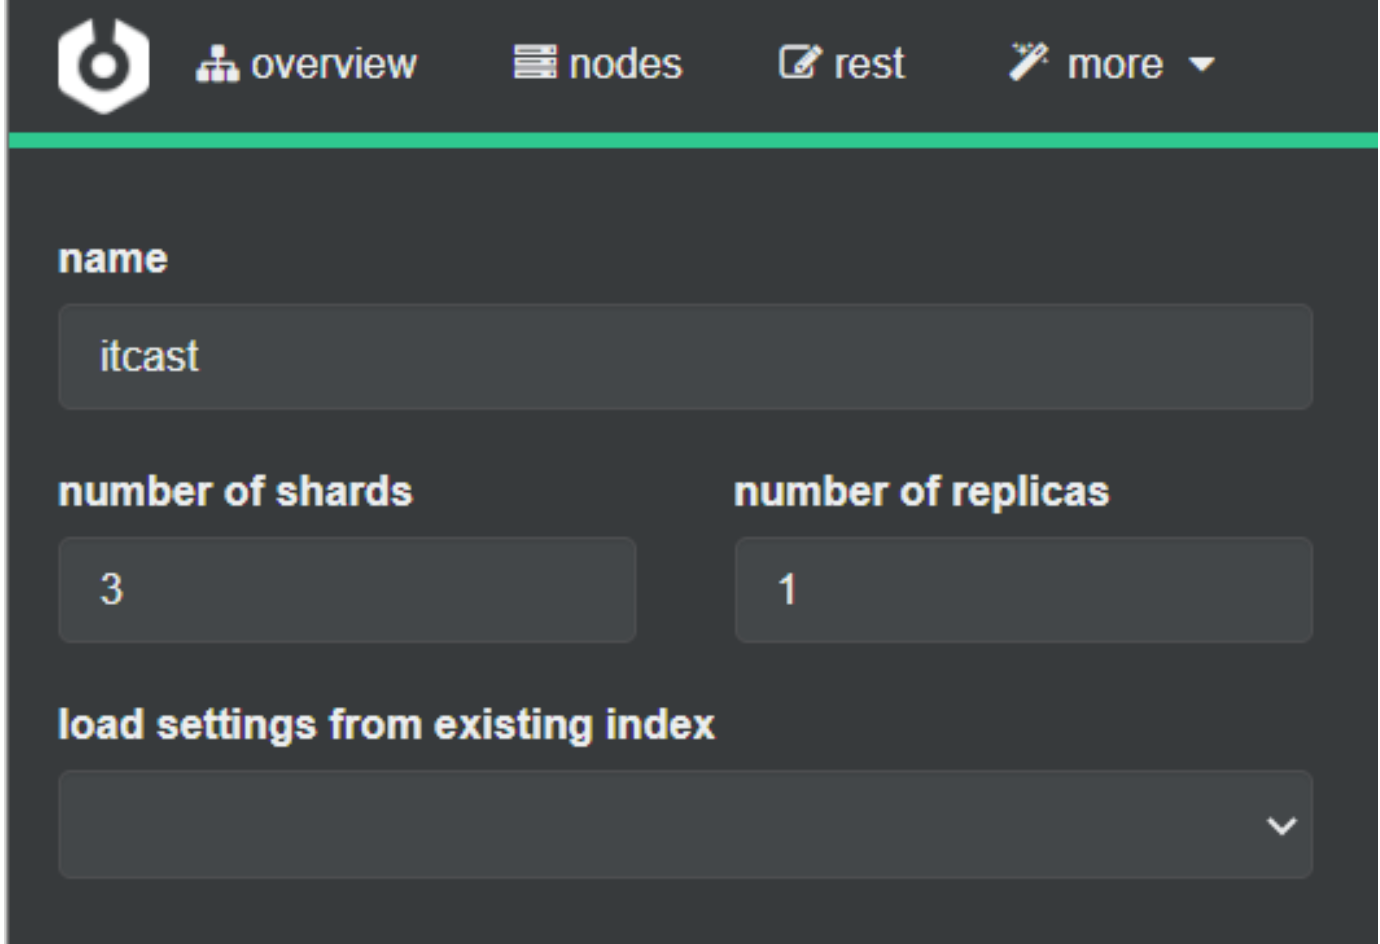 overview nodes rest more
name
itcast
number of shards number of replicas
3 1
load settings from existing index